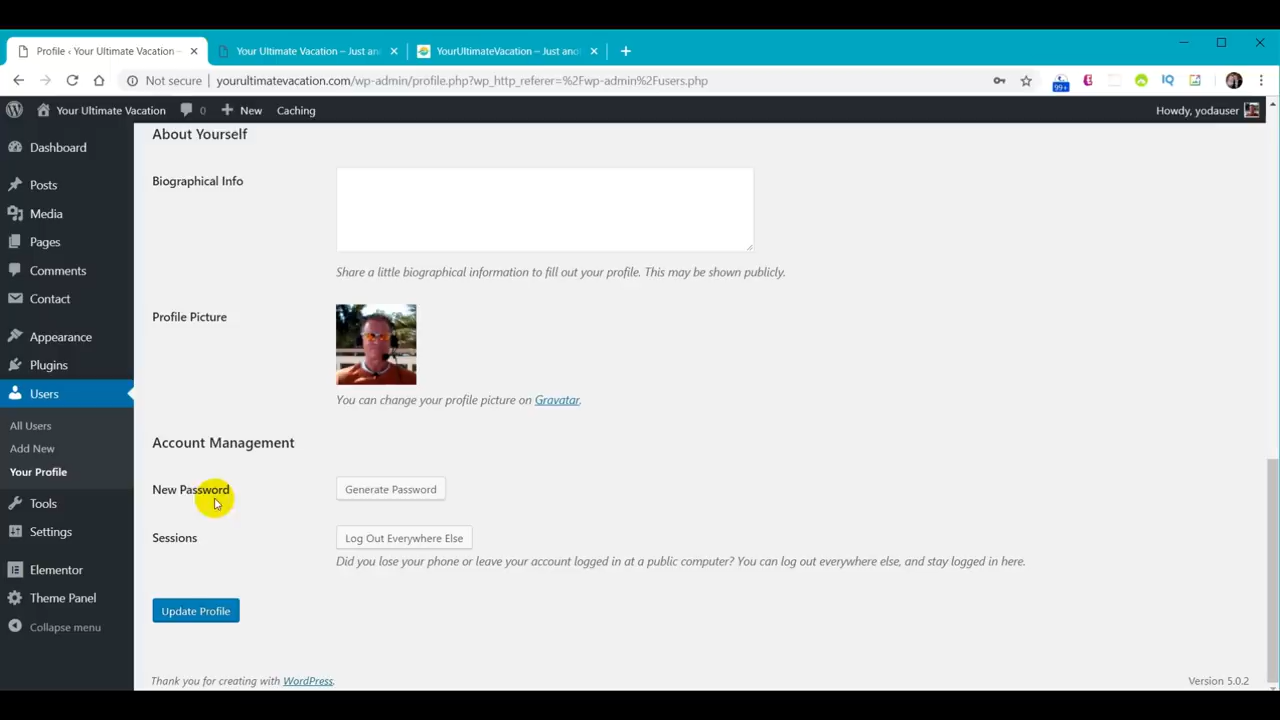 Profile ‹ Your Ultimate Vacation –
Your Ultimate Vacation – Just an
YourUltimateVacation – Just ano
Not secure
yourultimatevacation.com/wp-admin/profile.php?wp_http_referer=%2Fwp-admin%2Fusers.php
99+
IQ
Your Ultimate Vacation
0
New
Caching
Howdy, yodauser
Dashboard
Posts
Media
Pages
Comments
Contact
Appearance
Plugins
Users
All Users
Add New
Your Profile
Tools
Settings
Elementor
Theme Panel
Collapse menu
About Yourself
Biographical Info
Share a little biographical information to fill out your profile. This may be shown publicly.
Profile Picture
You can change your profile picture on Gravatar.
Account Management
New Password
Generate Password
Sessions
Log Out Everywhere Else
Did you lose your phone or leave your account logged in at a public computer? You can log out everywhere else, and stay logged in here.
Update Profile
Thank you for creating with WordPress.
Version 5.0.2